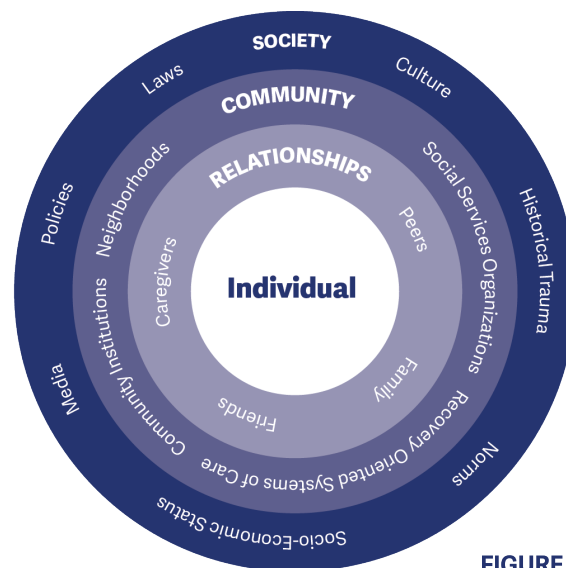 SOCIETY
Laws
Culture
Policies
Historical Trauma
Media
Norms
Socio-Economic Status
COMMUNITY
Neighborhoods
Social Services Organizations
Community Institutions
Recovery Oriented Systems of Care
RELATIONSHIPS
Peers
Caregivers
Family
Friends
Individual
FIGURE